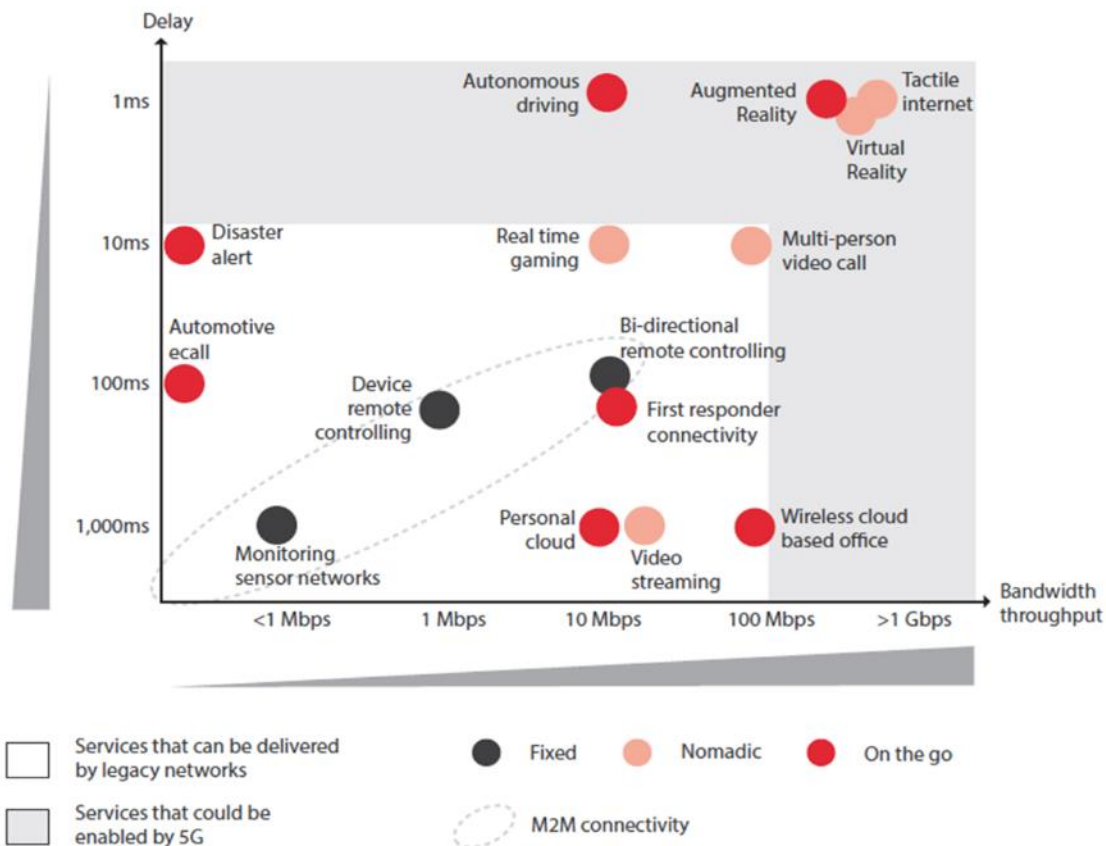 Delay
1ms
Autonomous
driving
Augmented
Reality
Tactile
internet
Virtual
Reality
10ms
Disaster
alert
Real time
gaming
Multi-person
video call
Automotive
ecall
Bi-directional
remote controlling
100ms
Device
remote
controlling
First responder
connectivity
1,000ms
Monitoring
sensor networks
Personal
cloud
Video
streaming
Wireless cloud
based office
<1 Mbps
1 Mbps
10 Mbps
100 Mbps
>1 Gbps
Bandwidth
throughput
Services that can be delivered
by legacy networks
Fixed
Nomadic
On the go
Services that could be
enabled by 5G
M2M connectivity